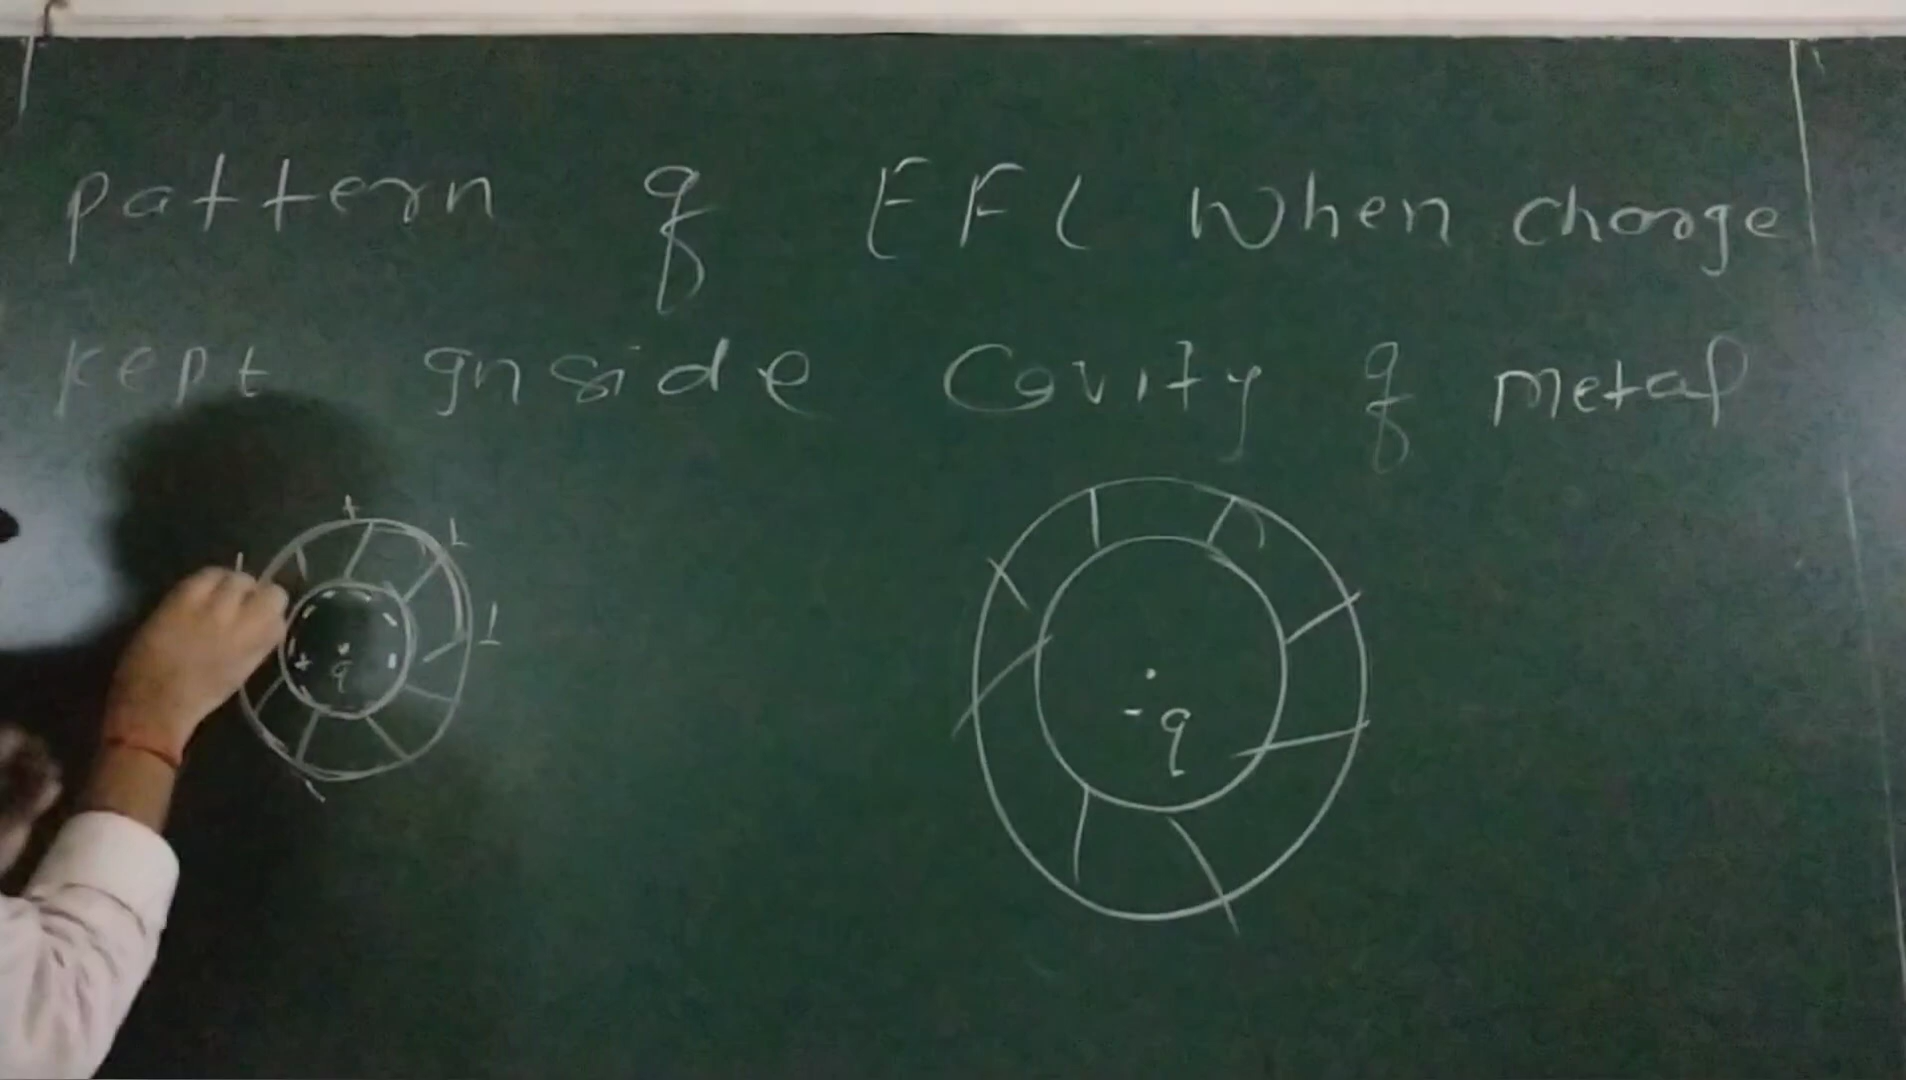 pattern of EFL when charge
kept inside cavity of metal
+q
-q